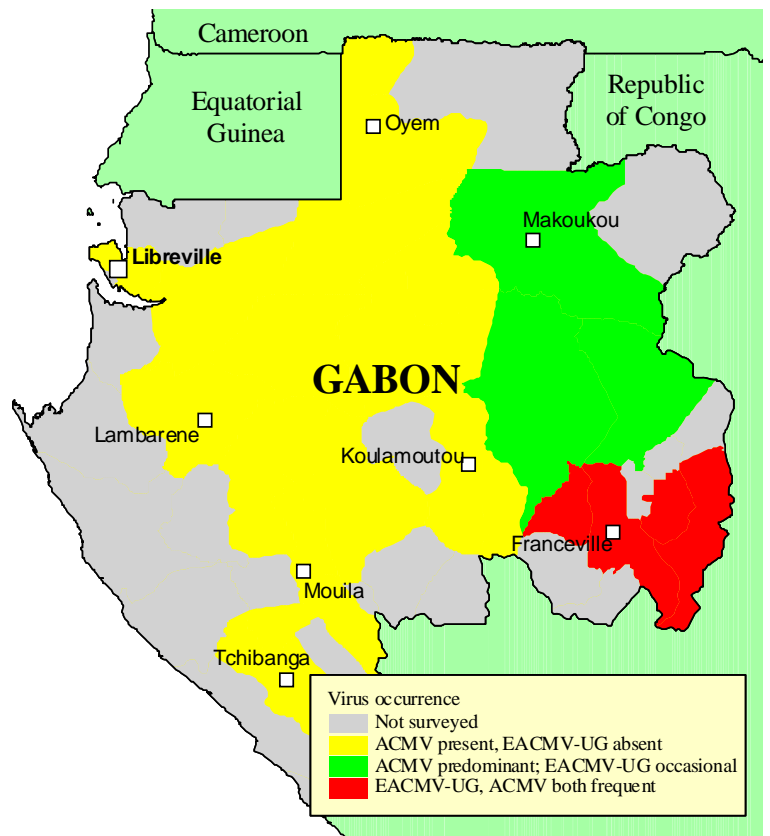 Cameroon
Equatorial
Guinea
Republic
of Congo
Oyem
Makoukou
Libreville
GABON
Lambarene
Koulamoutou
Franceville
Mouila
Tchibanga
Virus occurrence
Not surveyed
ACMV present, EACMV-UG absent
ACMV predominant; EACMV-UG occasional
EACMV-UG, ACMV both frequent